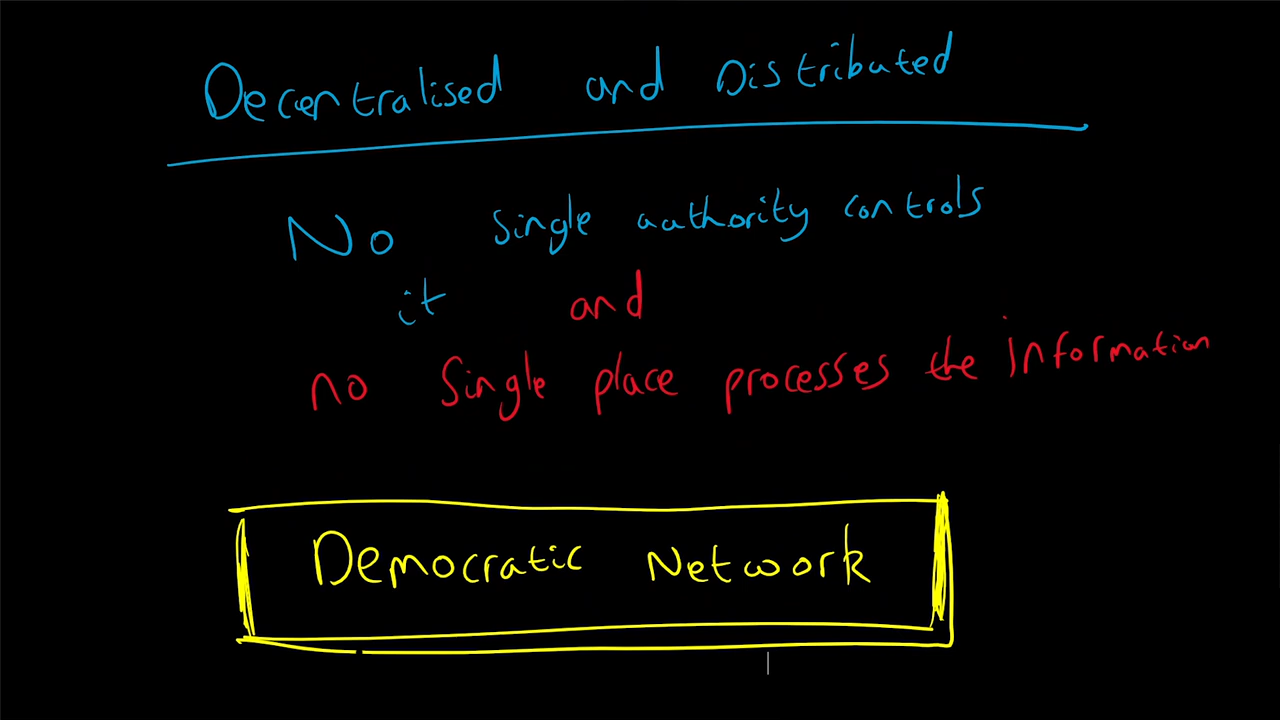 Decentralised and Distributed
No single authority controls
it and
no single place processes the information
Democratic Network